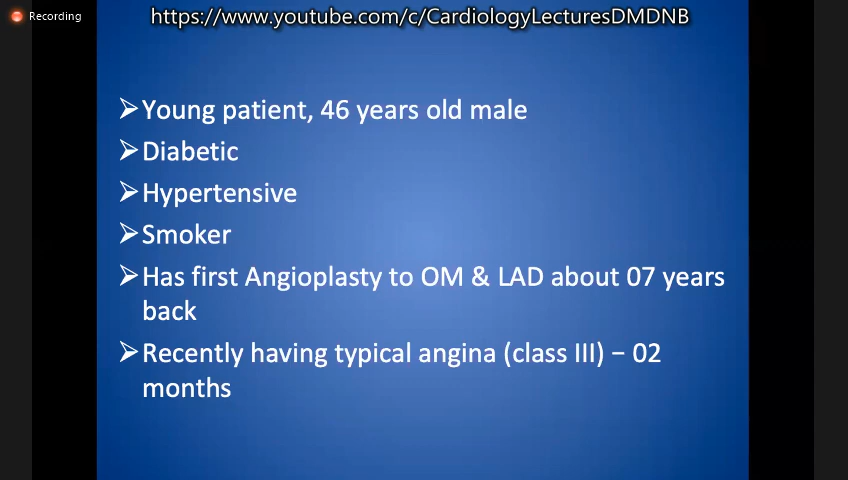 Recording
https://www.youtube.com/c/CardiologyLecturesDMDNB
Young patient, 46 years old male
Diabetic
Hypertensive
Smoker
Has first Angioplasty to OM & LAD about 07 years
back
Recently having typical angina (class III) – 02
months